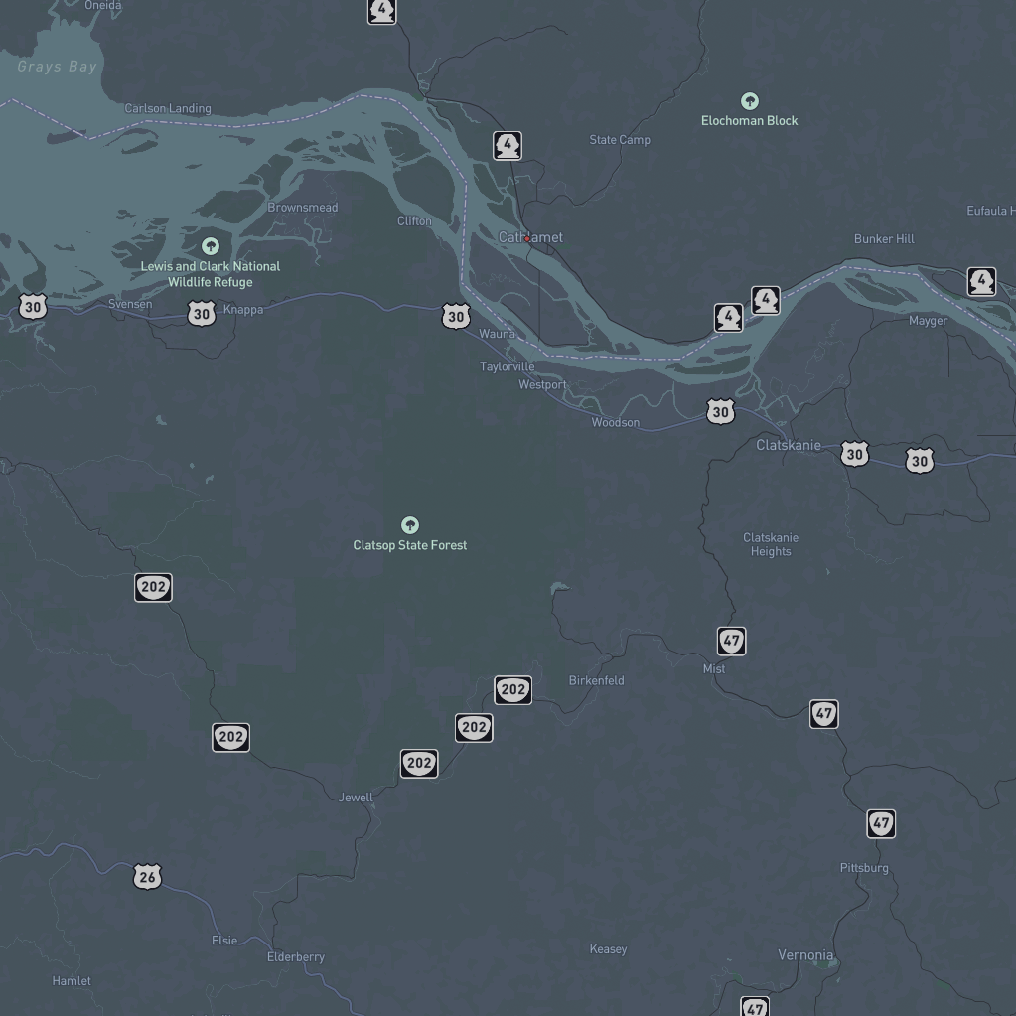 Oneida
4
Grays Bay
Elochoman Block
Carlson Landing
4
State Camp
Brownsmead
Clifton
Eufaula H
Cathlamet
Bunker Hill
Lewis and Clark National
Wildlife Refuge
4
4
4
30
Svensen
30
Knappa
30
Mayger
Wauna
Taylorville
Westport
30
Woodson
Clatskanie
30
30
Clatsop State Forest
Clatskanie
Heights
202
47
Mist
Birkenfeld
202
47
202
202
202
Jewell
47
26
Pittsburg
Elsie
Keasey
Vernonia
Elderberry
Hamlet
47